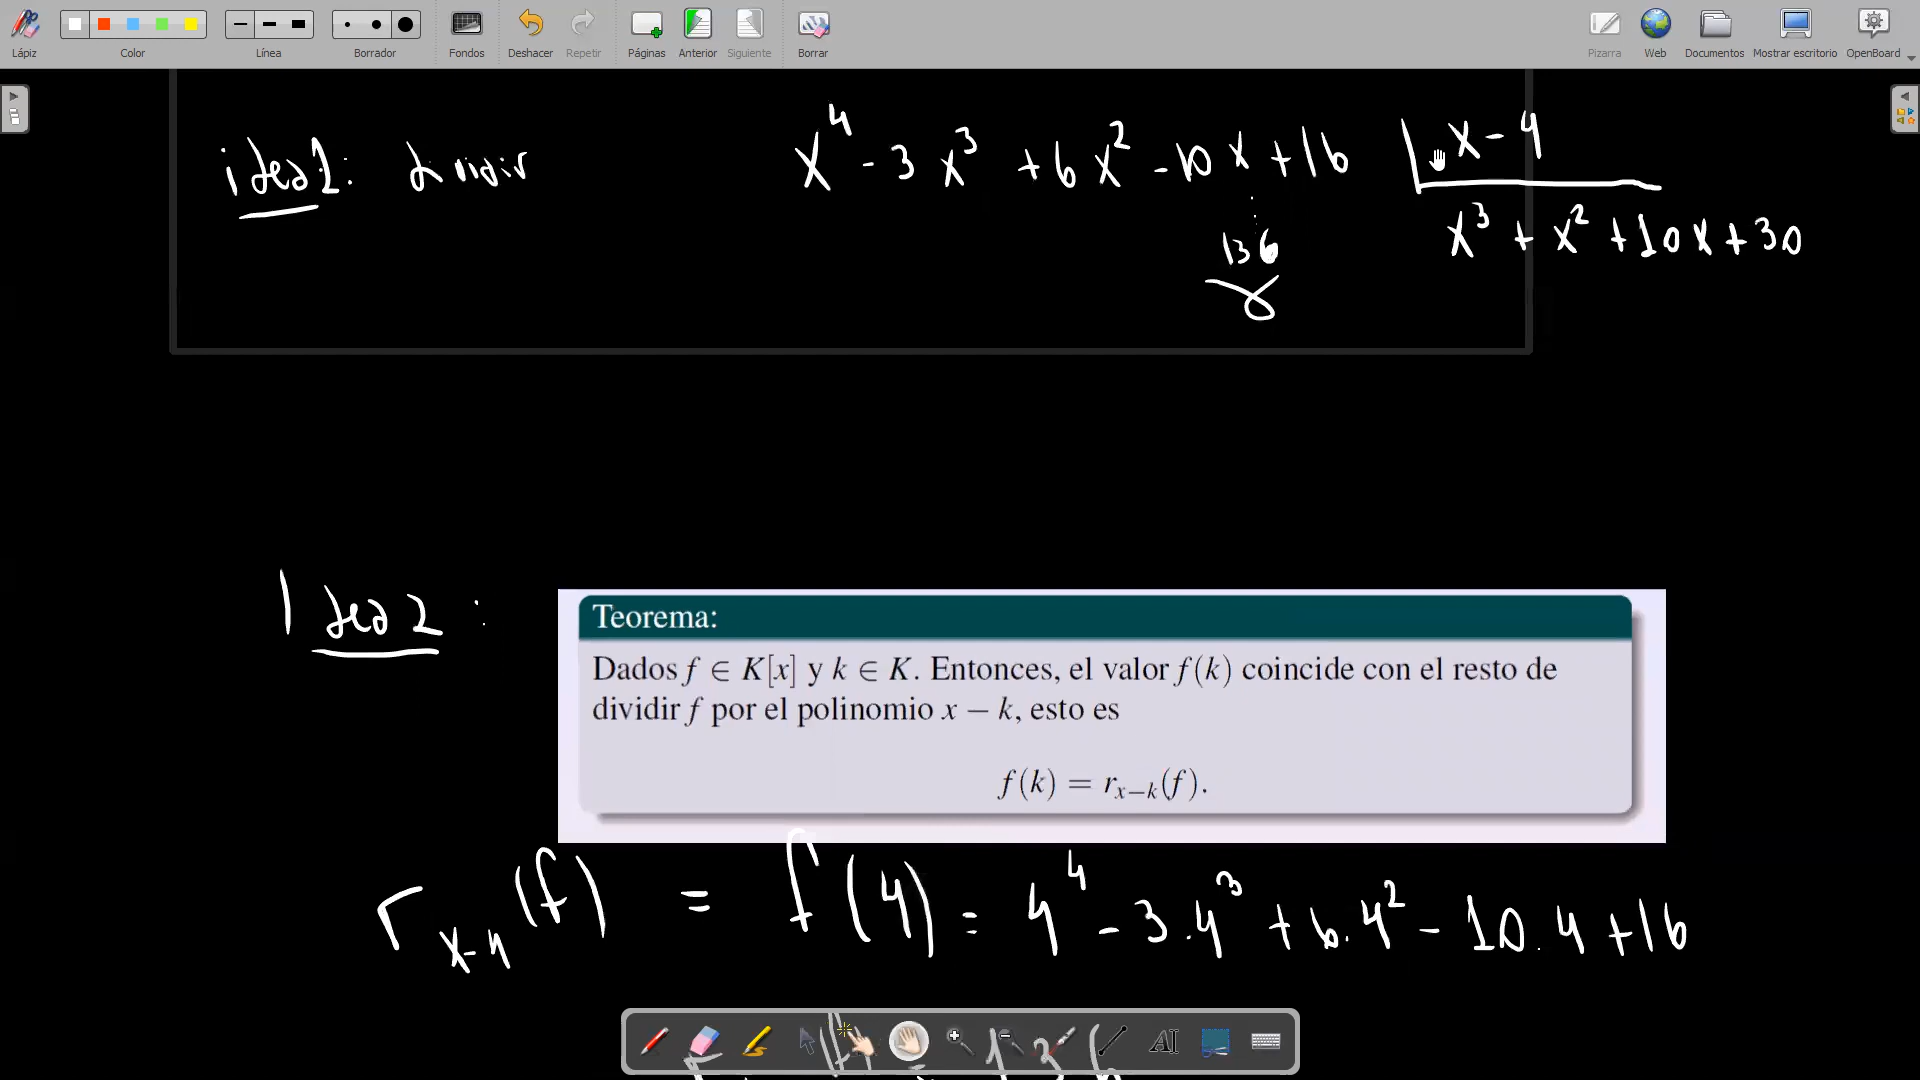 Lápiz Color Línea Borrador Fondos Deshacer Repetir Páginas Anterior Siguiente Borrar Pizarra Web Documentos Mostrar escritorio OpenBoard
idea 1: dividir
x⁴ - 3x³ + 6x² - 10x + 16 | x - 4
x³ + x² + 10x + 30
136
Idea 2:
Teorema:
Dados f ∈ K[x] y k ∈ K. Entonces, el valor f(k) coincide con el resto de
dividir f por el polinomio x − k, esto es
f(k) = r_{x−k}(f).
r_{x-4}(f) = f(4) = 4⁴ - 3.4³ + 6.4² - 10.4 + 16